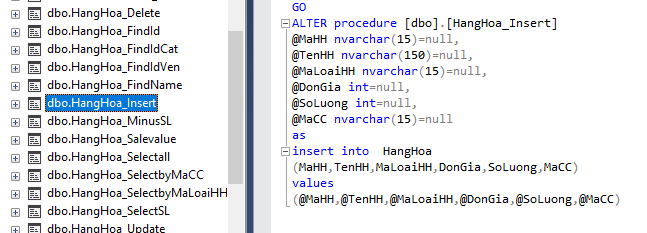 dbo.HangHoa_Delete
dbo.HangHoa_FindId
dbo.HangHoa_FindIdCat
dbo.HangHoa_FindIdVen
dbo.HangHoa_FindName
dbo.HangHoa_Insert
dbo.HangHoa_MinusSL
dbo.HangHoa_Salevalue
dbo.HangHoa_Selectall
dbo.HangHoa_SelectbyMaCC
dbo.HangHoa_SelectbyMaLoaiHH
dbo.HangHoa_SelectSL
dbo.HangHoa_Update
GO
ALTER procedure [dbo].[HangHoa_Insert]
@MaHH nvarchar(15)=null,
@TenHH nvarchar(150)=null,
@MaLoaiHH nvarchar(15)=null,
@DonGia int=null,
@SoLuong int=null,
@MaCC nvarchar(15)=null
as
insert into  HangHoa
(MaHH,TenHH,MaLoaiHH,DonGia,SoLuong,MaCC)
values
(@MaHH,@TenHH,@MaLoaiHH,@DonGia,@SoLuong,@MaCC)